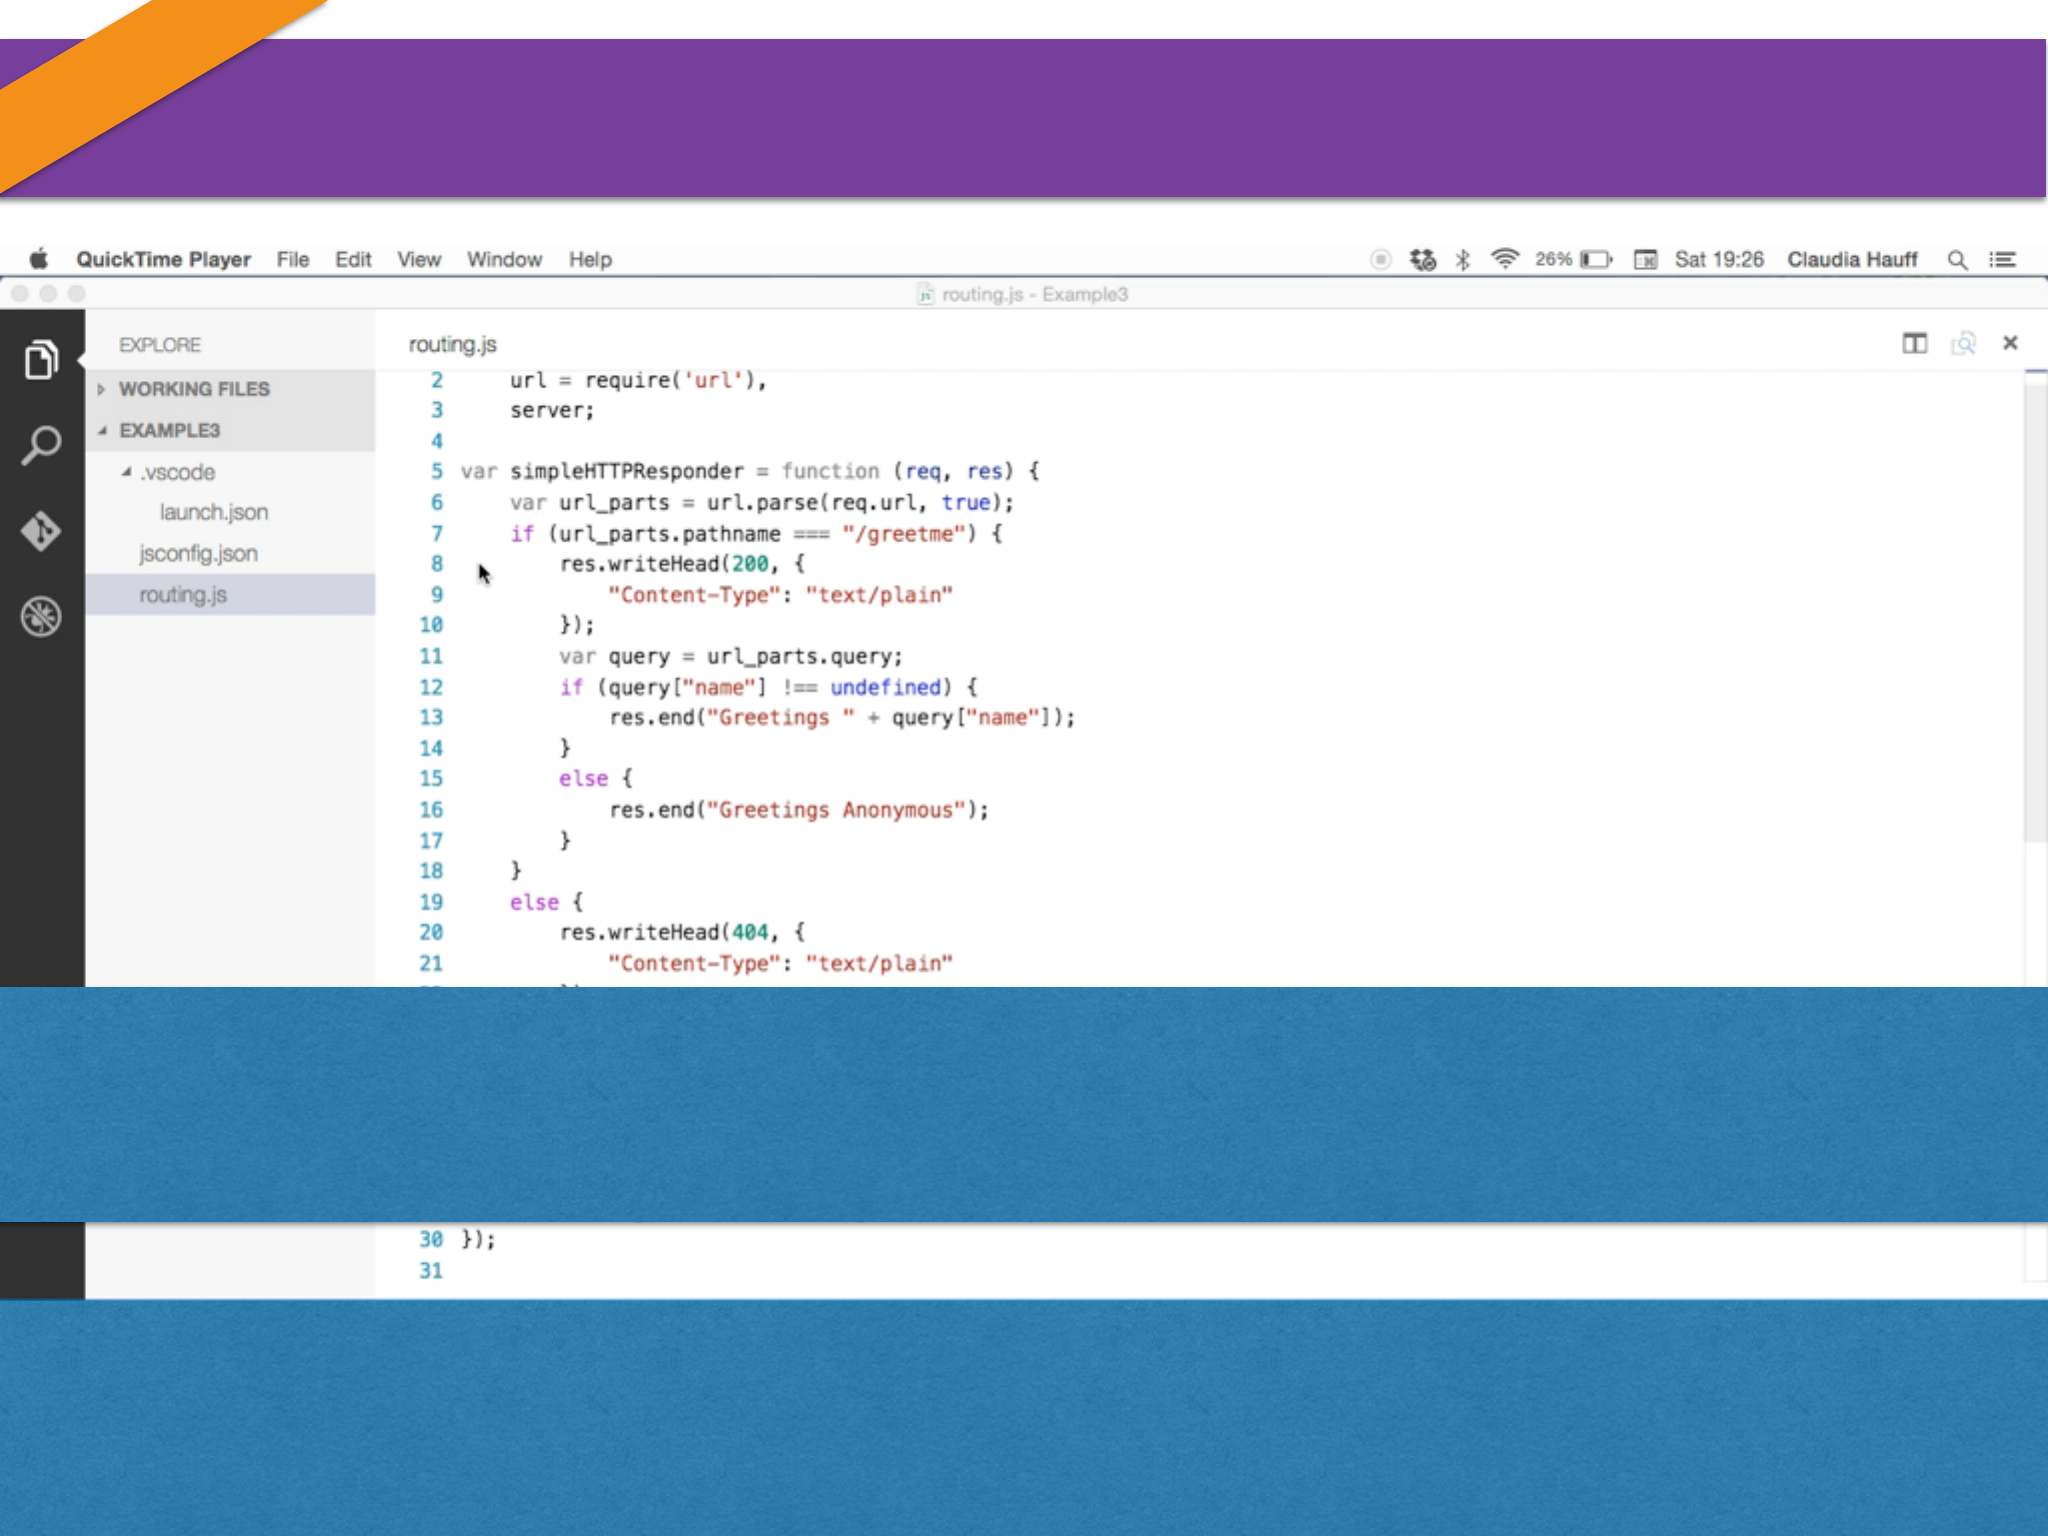 QuickTime Player File Edit View Window Help 26% Sat 19:26 Claudia Hauff
routing.js - Example3
EXPLORE
WORKING FILES
EXAMPLE3
.vscode
launch.json
jsconfig.json
routing.js
routing.js
2 url = require('url'),
3 server;
4
5 var simpleHTTPResponder = function (req, res) {
6 var url_parts = url.parse(req.url, true);
7 if (url_parts.pathname === "/greetme") {
8 res.writeHead(200, {
9 "Content-Type": "text/plain"
10 });
11 var query = url_parts.query;
12 if (query["name"] !== undefined) {
13 res.end("Greetings " + query["name"]);
14 }
15 else {
16 res.end("Greetings Anonymous");
17 }
18 }
19 else {
20 res.writeHead(404, {
21 "Content-Type": "text/plain"
30 });
31